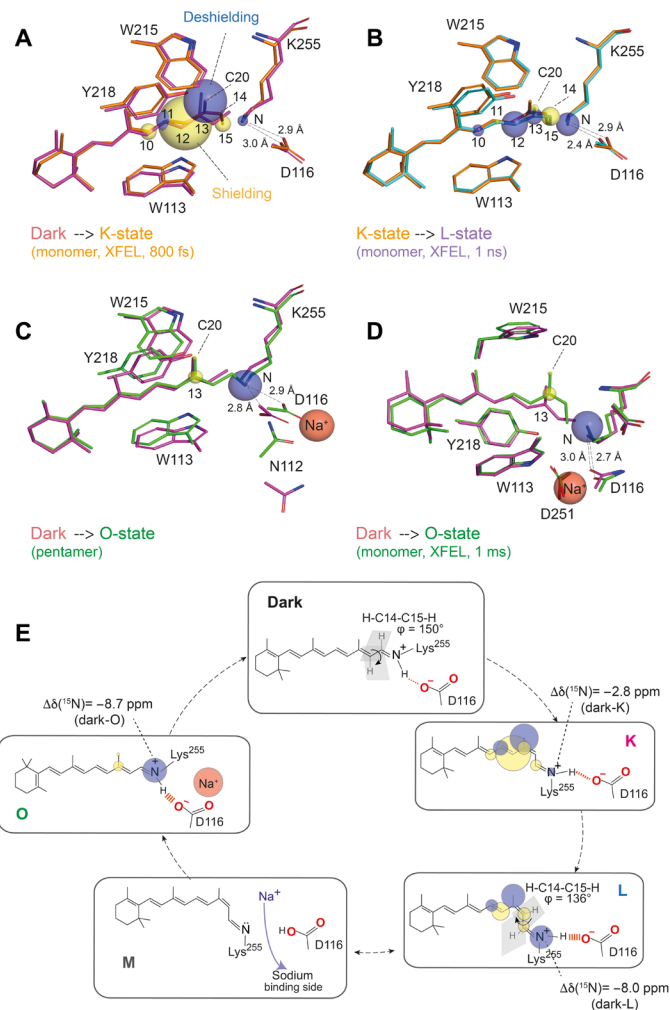 A
Deshielding
W215
K255
C20
Y218
14
11
13
N
10
12
15
2.9 Å
3.0 Å
D116
W113
Shielding
Dark --> K-state
(monomer, XFEL, 800 fs)
B
W215
K255
C20
Y218
14
11
13
N
10
12
15
2.9 Å
2.4 Å
D116
W113
K-state --> L-state
(monomer, XFEL, 1 ns)
C
W215
K255
C20
Y218
N
13
2.9 Å
D116
2.8 Å
Na⁺
W113
N112
Dark --> O-state
(pentamer)
D
W215
C20
13
Y218
N
3.0 Å
2.7 Å
W113
Na⁺
D116
D251
Dark --> O-state
(monomer, XFEL, 1 ms)
E
Dark
H-C14-C15-H
φ = 150°
H
H
N⁺
Lys²⁵⁵
H
O⁻
O
D116
Δδ(¹⁵N)= −2.8 ppm
(dark-K)
K
N⁺
H
O⁻
O
Lys²⁵⁵
D116
H-C14-C15-H
φ = 136°
L
H
H
N⁺
H
O⁻
O
Lys²⁵⁵
D116
Δδ(¹⁵N)= −8.0 ppm
(dark-L)
Na⁺
N̈
Lys²⁵⁵
HO
O
D116
M
Sodium
binding side
Δδ(¹⁵N)= −8.7 ppm
(dark-O)
Lys²⁵⁵
N⁺
Na⁺
H
O⁻
O
D116
O